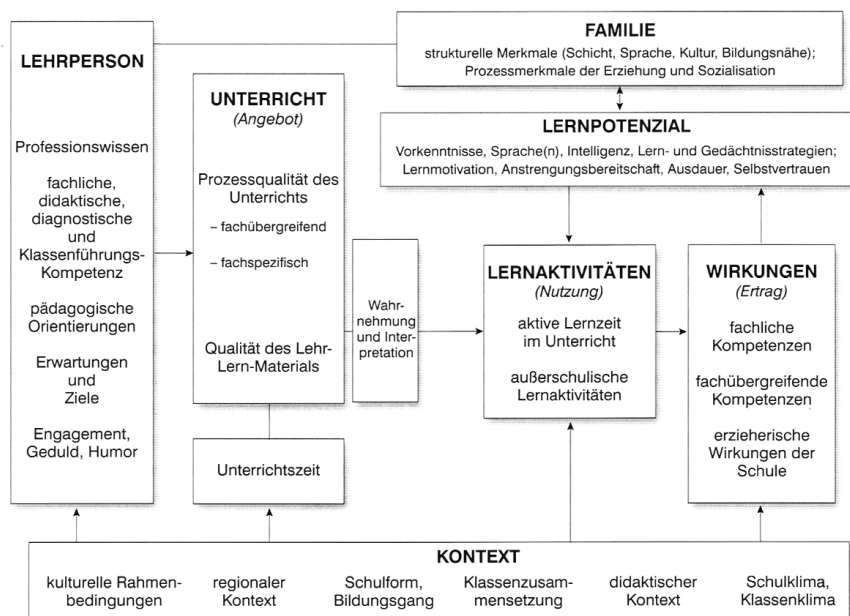 LEHRPERSON
Professionswissen
fachliche,
didaktische,
diagnostische
und
Klassenführungs-
Kompetenz
pädagogische
Orientierungen
Erwartungen
und
Ziele
Engagement,
Geduld, Humor
UNTERRICHT
(Angebot)
Prozessqualität des
Unterrichts
– fachübergreifend
– fachspezifisch
Qualität des Lehr-
Lern-Materials
Unterrichtszeit
Wahr-
nehmung
und Inter-
pretation
FAMILIE
strukturelle Merkmale (Schicht, Sprache, Kultur, Bildungsnähe);
Prozessmerkmale der Erziehung und Sozialisation
LERNPOTENZIAL
Vorkenntnisse, Sprache(n), Intelligenz, Lern- und Gedächtnisstrategien;
Lernmotivation, Anstrengungsbereitschaft, Ausdauer, Selbstvertrauen
LERNAKTIVITÄTEN
(Nutzung)
aktive Lernzeit
im Unterricht
außerschulische
Lernaktivitäten
WIRKUNGEN
(Ertrag)
fachliche
Kompetenzen
fachübergreifende
Kompetenzen
erzieherische
Wirkungen der
Schule
KONTEXT
kulturelle Rahmen-
bedingungen
regionaler
Kontext
Schulform,
Bildungsgang
Klassenzusam-
mensetzung
didaktischer
Kontext
Schulklima,
Klassenklima